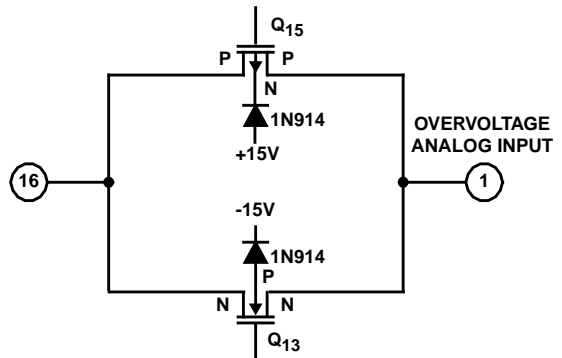 Q15
P P
N
1N914
+15V
OVERVOLTAGE
ANALOG INPUT
16
1
-15V
1N914
P
N N
Q13